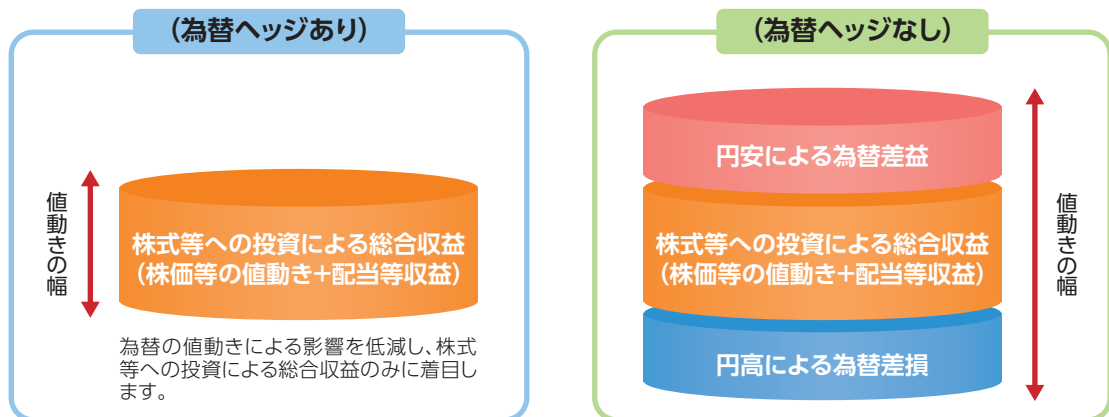 (為替ヘッジあり)
値動きの幅
株式等への投資による総合収益
(株価等の値動き+配当等収益)
為替の値動きによる影響を低減し、株式
等への投資による総合収益のみに着目し
ます。
(為替ヘッジなし)
円安による為替差益
株式等への投資による総合収益
(株価等の値動き+配当等収益)
円高による為替差損
値動きの幅